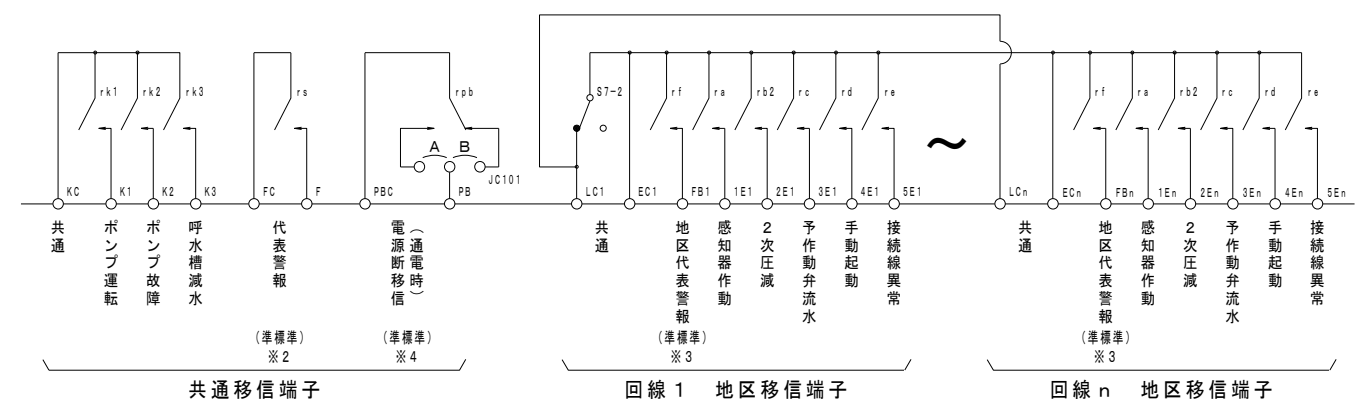 rk1 rk2 rk3 rs rpb S7-2 rf ra rb2 rc rd re rf ra rb2 rc rd re
A B
JC101
~
KC K1 K2 K3 FC F PBC PB LC1 EC1 FB1 1E1 2E1 3E1 4E1 5E1 LCn ECn FBn 1En 2En 3En 4En 5En
共通
ポンプ運転
ポンプ故障
呼水槽減水
代表警報
(準標準)
※2
電源断移信
(通電時)
(準標準)
※4
共通
地区代表警報
(準標準)
※3
感知器作動
2次圧減
予作動弁流水
手動起動
接続線異常
共通
地区代表警報
(準標準)
※3
感知器作動
2次圧減
予作動弁流水
手動起動
接続線異常
共通移信端子
回線1 地区移信端子
回線n 地区移信端子